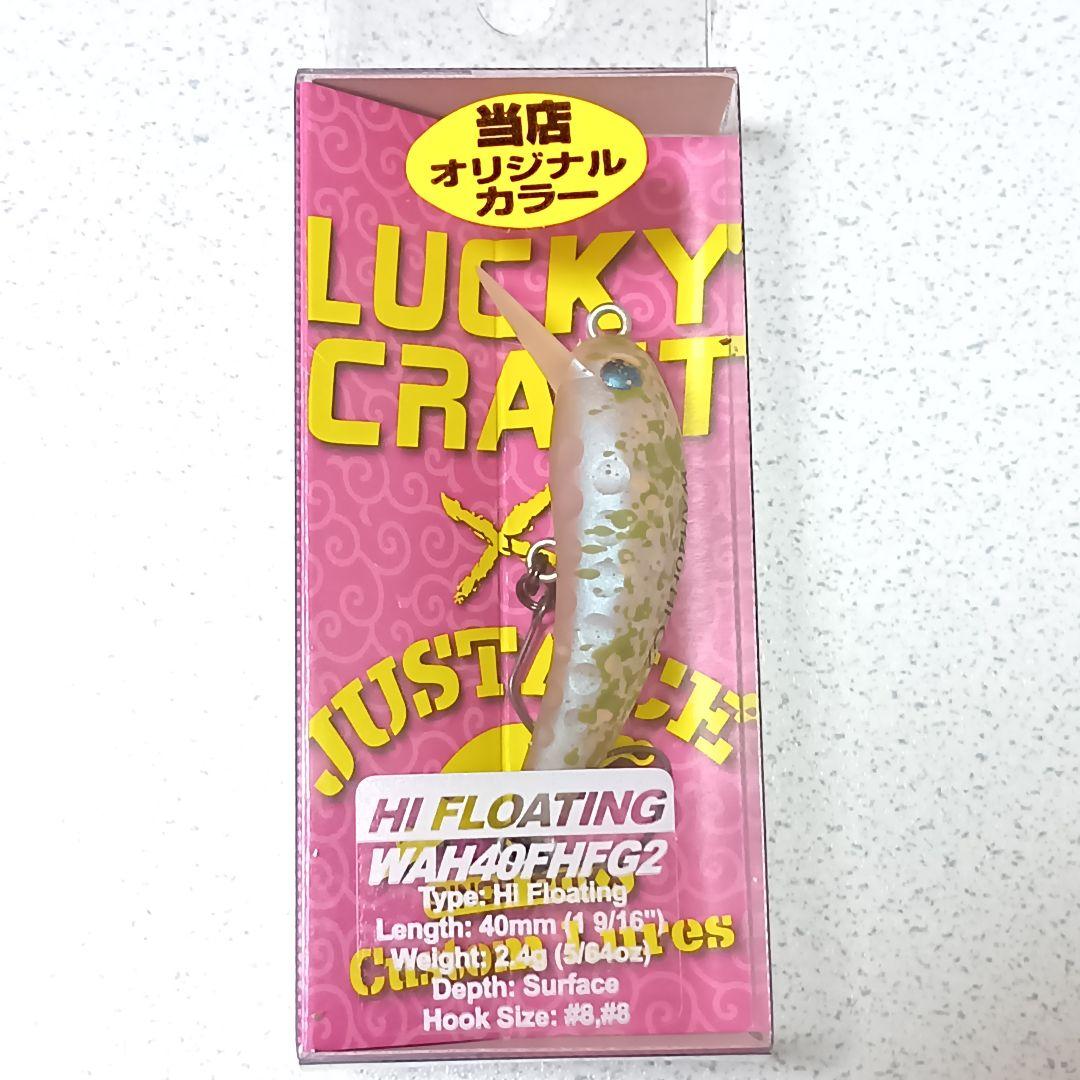 当店
オリジナル
カラー
LUCKY
CRAFT
×
JUSTACE
HI FLOATING
WAH40FHFG2
Type: Hi Floating
Length: 40mm (1 9/16")
Weight: 2.4g (5/64oz)
Custom Lures
Depth: Surface
Hook Size: #8,#8